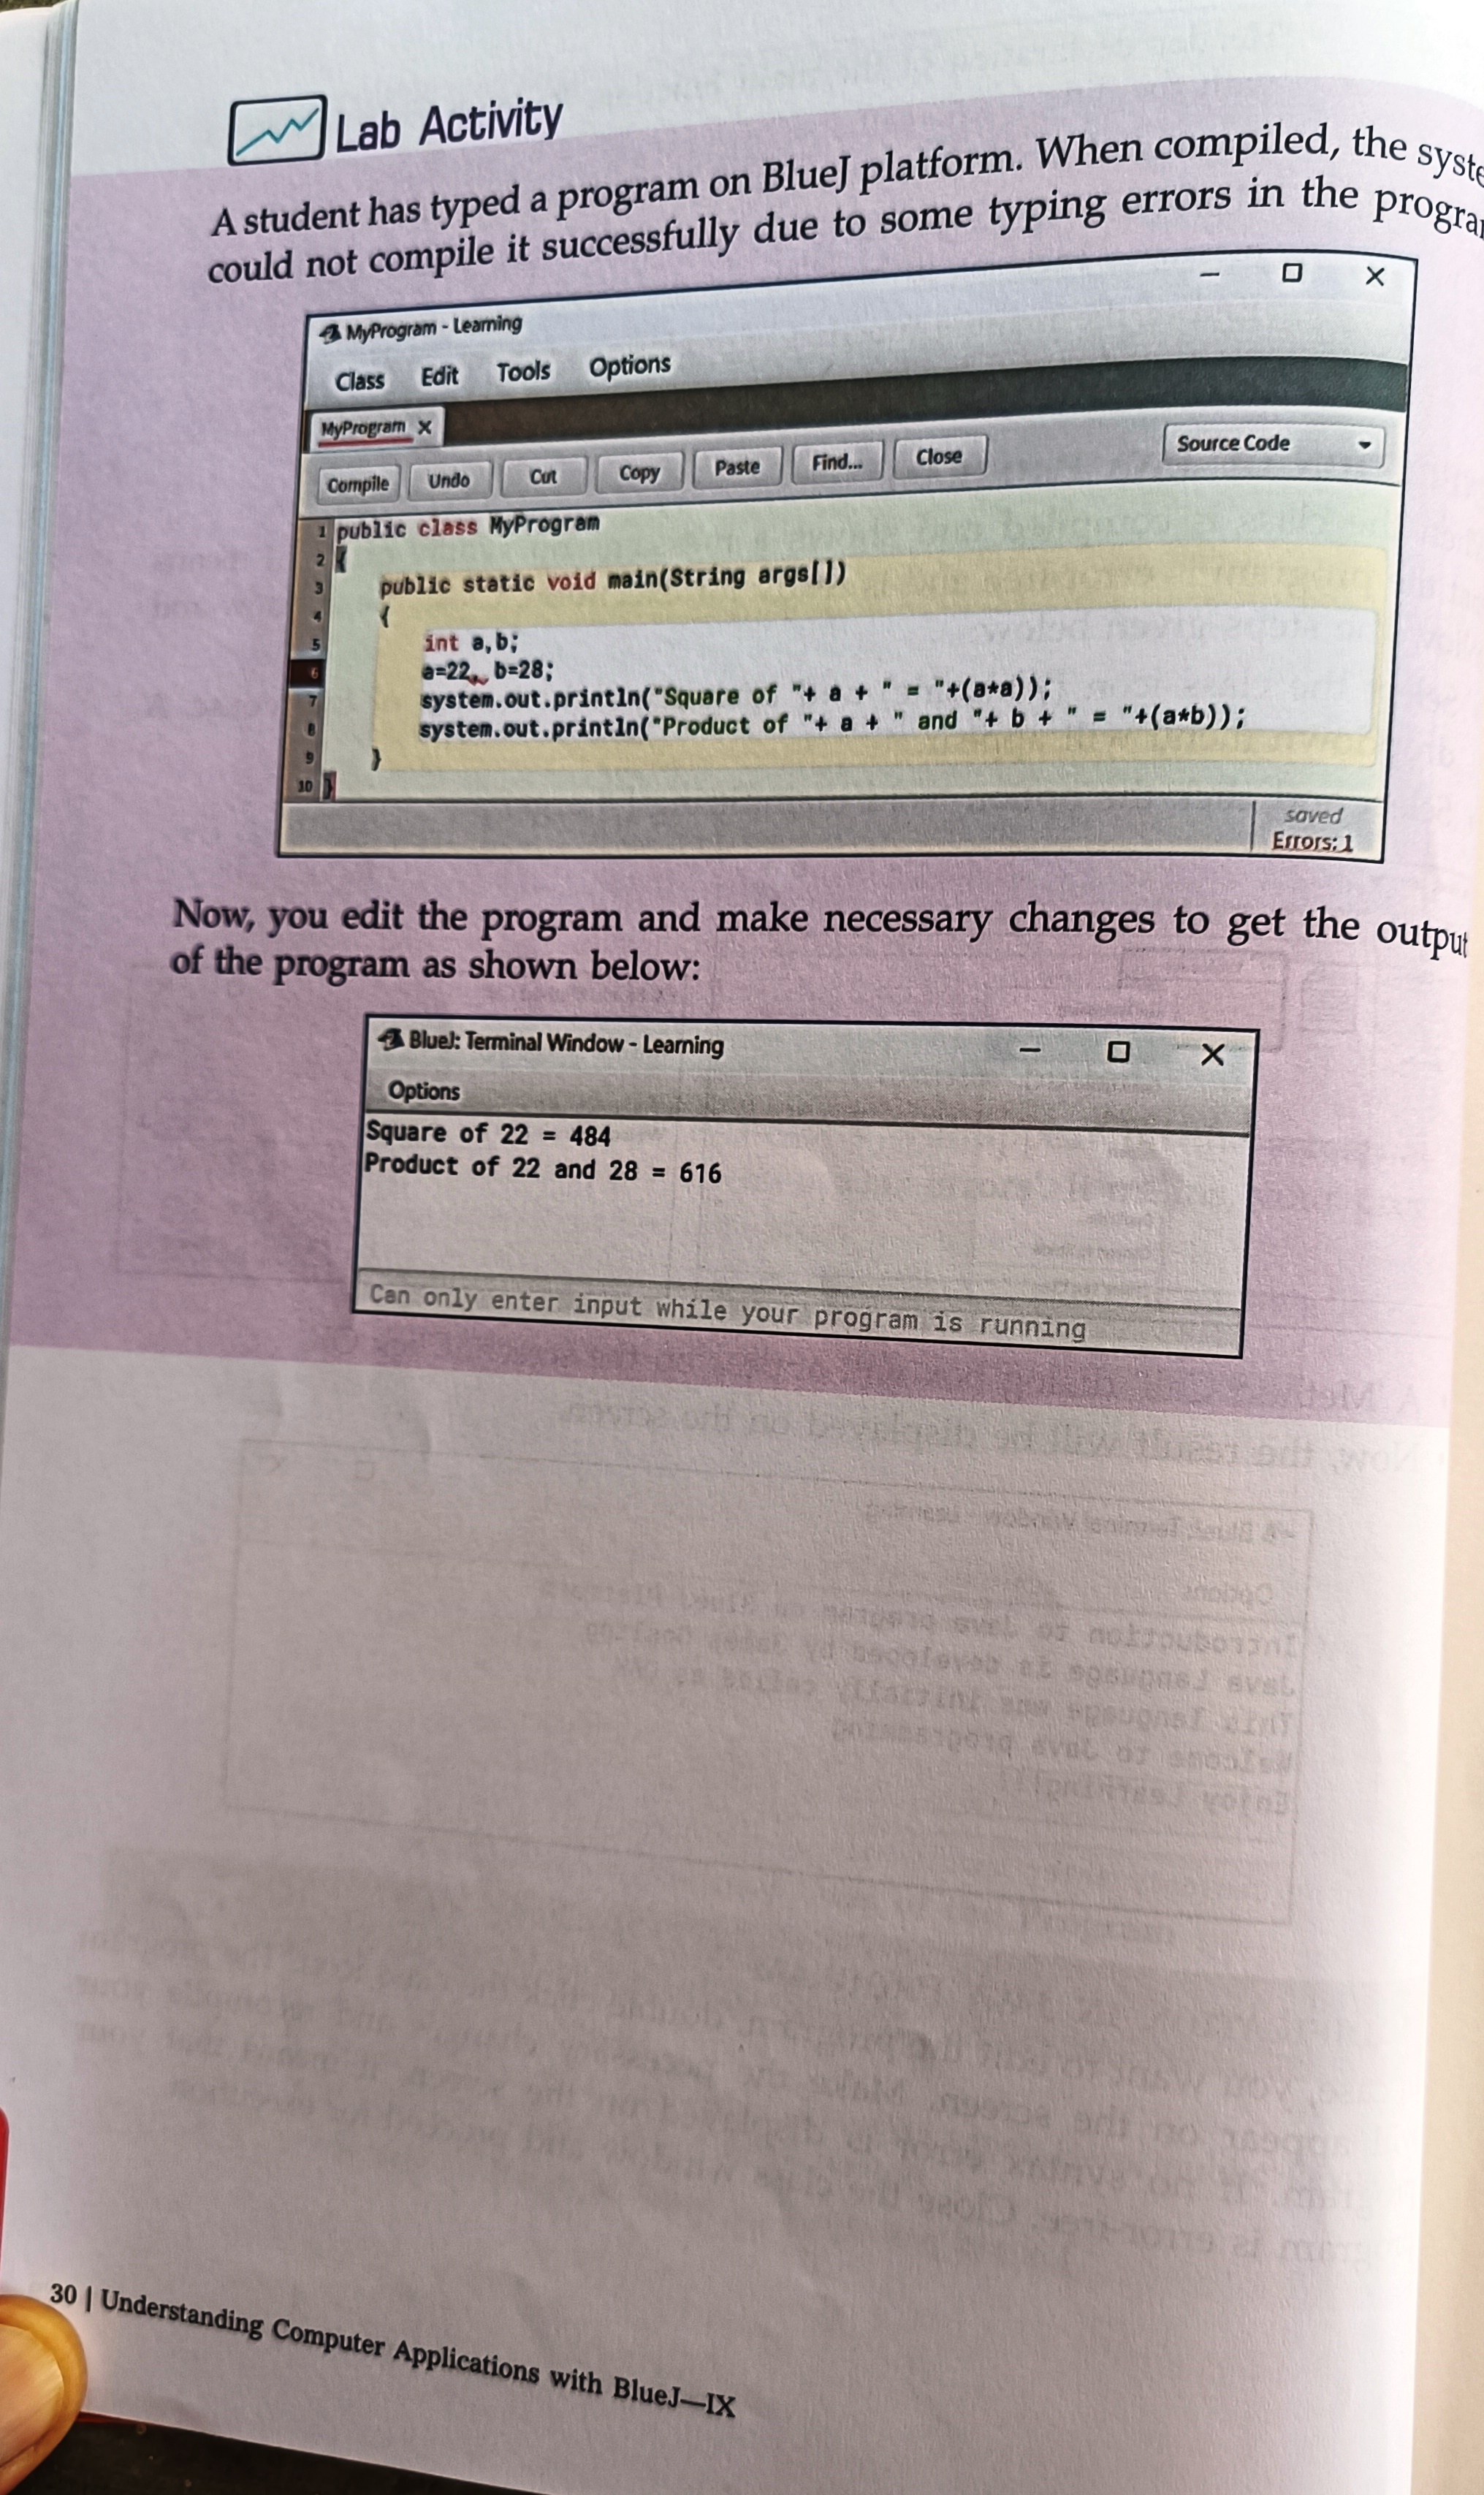 Lab Activity
A student has typed a program on BlueJ platform. When compiled, the
could not compile it successfully due to some typing errors in the
MyProgram - Learning
Class Edit Tools Options
MyProgram X
Compile Undo Cut Copy Paste Find... Close Source Code
1 public class MyProgram
2 {
3 public static void main(String args[])
4 {
5 int a,b;
6 a=22, b=28;
7 system.out.println("Square of "+ a + " = "+(a*a));
8 system.out.println("Product of "+ a + " and "+ b + " = "+(a*b));
9 }
10 }
saved
Errors: 1
Now, you edit the program and make necessary changes to get the output
of the program as shown below:
BlueJ: Terminal Window - Learning
Options
Square of 22 = 484
Product of 22 and 28 = 616
Can only enter input while your program is running
30 | Understanding Computer Applications with BlueJ—IX